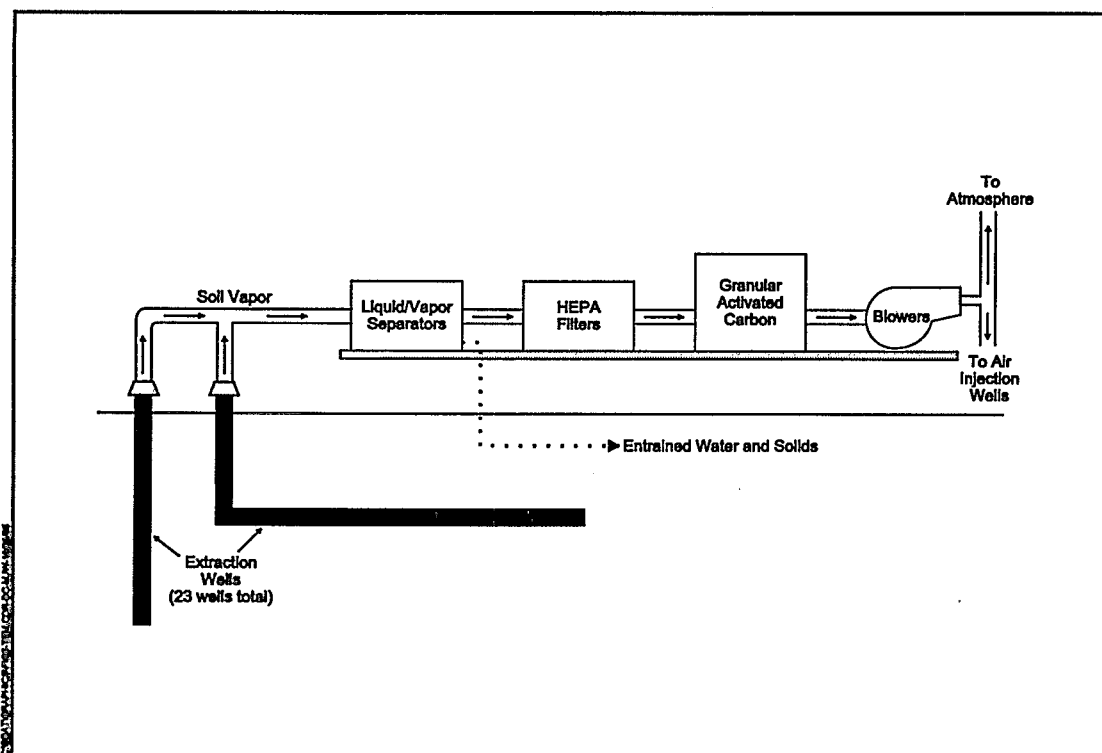 To
Atmosphere
Soil Vapor
Liquid/Vapor
Separators
HEPA
Filters
Granular
Activated
Carbon
Blowers
To Air
Injection
Wells
Entrained Water and Solids
Extraction
Wells
(23 wells total)